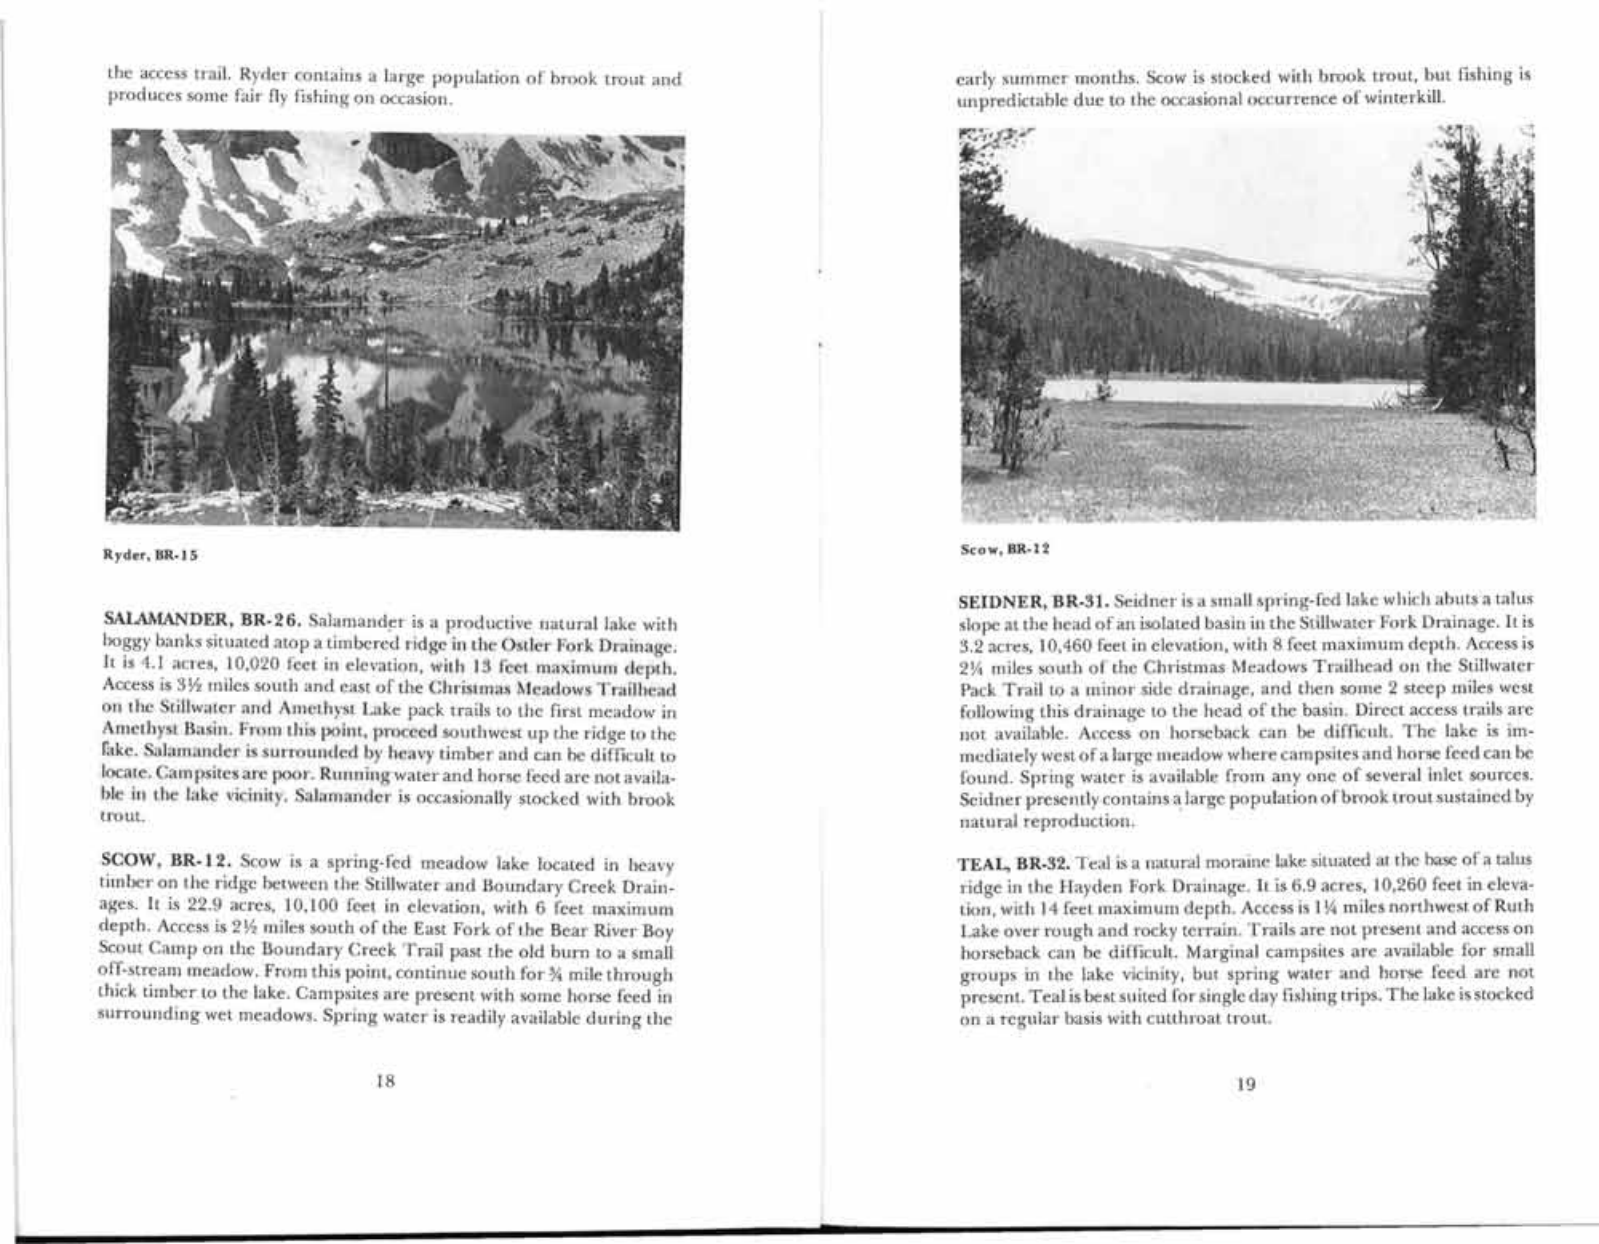 the access trail. Ryder contains a large population of brook trout and
produces some fair fly fishing on occasion.
Ryder, BR-15
SALAMANDER, BR-26. Salamander is a productive natural lake with
boggy banks situated atop a timbered ridge in the Ostler Fork Drainage.
It is 4.1 acres, 10,020 feet in elevation, with 13 feet maximum depth.
Access is 3½ miles south and east of the Christmas Meadows Trailhead
on the Stillwater and Amethyst Lake pack trails to the first meadow in
Amethyst Basin. From this point, proceed southwest up the ridge to the
lake. Salamander is surrounded by heavy timber and can be difficult to
locate. Campsites are poor. Running water and horse feed are not availa-
ble in the lake vicinity. Salamander is occasionally stocked with brook
trout.
SCOW, BR-12. Scow is a spring-fed meadow lake located in heavy
timber on the ridge between the Stillwater and Boundary Creek Drain-
ages. It is 22.9 acres, 10,100 feet in elevation, with 6 feet maximum
depth. Access is 2½ miles south of the East Fork of the Bear River Boy
Scout Camp on the Boundary Creek Trail past the old burn to a small
off-stream meadow. From this point, continue south for ¾ mile through
thick timber to the lake. Campsites are present with some horse feed in
surrounding wet meadows. Spring water is readily available during the
18
early summer months. Scow is stocked with brook trout, but fishing is
unpredictable due to the occasional occurrence of winterkill.
Scow, BR-12
SEIDNER, BR-31. Seidner is a small spring-fed lake which abuts a talus
slope at the head of an isolated basin in the Stillwater Fork Drainage. It is
3.2 acres, 10,460 feet in elevation, with 8 feet maximum depth. Access is
2¼ miles south of the Christmas Meadows Trailhead on the Stillwater
Pack Trail to a minor side drainage, and then some 2 steep miles west
following this drainage to the head of the basin. Direct access trails are
not available. Access on horseback can be difficult. The lake is im-
mediately west of a large meadow where campsites and horse feed can be
found. Spring water is available from any one of several inlet sources.
Seidner presently contains a large population of brook trout sustained by
natural reproduction.
TEAL, BR-32. Teal is a natural moraine lake situated at the base of a talus
ridge in the Hayden Fork Drainage. It is 6.9 acres, 10,260 feet in eleva-
tion, with 14 feet maximum depth. Access is 1¼ miles northwest of Ruth
Lake over rough and rocky terrain. Trails are not present and access on
horseback can be difficult. Marginal campsites are available for small
groups in the lake vicinity, but spring water and horse feed are not
present. Teal is best suited for single day fishing trips. The lake is stocked
on a regular basis with cutthroat trout.
19